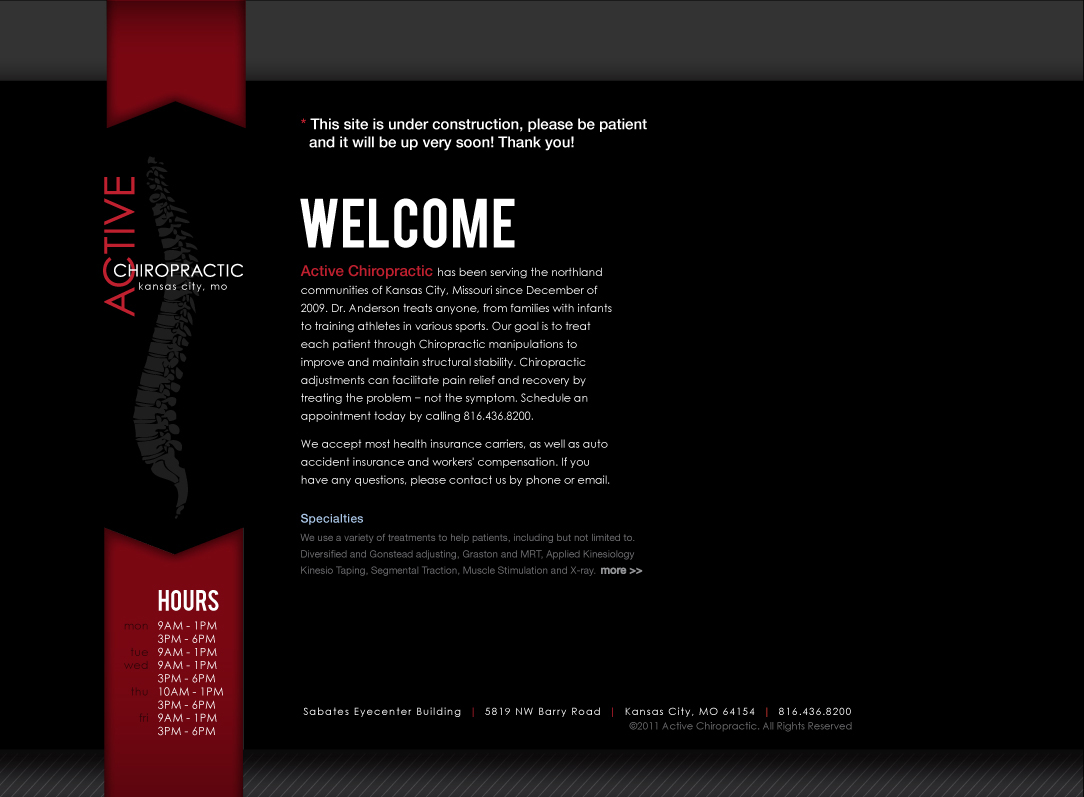 * This site is under construction, please be patient
and it will be up very soon! Thank you!
ACTIVE
CHIROPRACTIC
kansas city, mo
WELCOME
Active Chiropractic has been serving the northland
communities of Kansas City, Missouri since December of
2009. Dr. Anderson treats anyone, from families with infants
to training athletes in various sports. Our goal is to treat
each patient through Chiropractic manipulations to
improve and maintain structural stability. Chiropractic
adjustments can facilitate pain relief and recovery by
treating the problem – not the symptom. Schedule an
appointment today by calling 816.436.8200.
We accept most health insurance carriers, as well as auto
accident insurance and workers' compensation. If you
have any questions, please contact us by phone or email.
Specialties
We use a variety of treatments to help patients, including but not limited to.
Diversified and Gonstead adjusting, Graston and MRT, Applied Kinesiology
Kinesio Taping, Segmental Traction, Muscle Stimulation and X-ray. more >>
HOURS
mon 9AM - 1PM
3PM - 6PM
tue 9AM - 1PM
wed 9AM - 1PM
3PM - 6PM
thu 10AM - 1PM
3PM - 6PM
fri 9AM - 1PM
3PM - 6PM
Sabates Eyecenter Building | 5819 NW Barry Road | Kansas City, MO 64154 | 816.436.8200
©2011 Active Chiropractic. All Rights Reserved